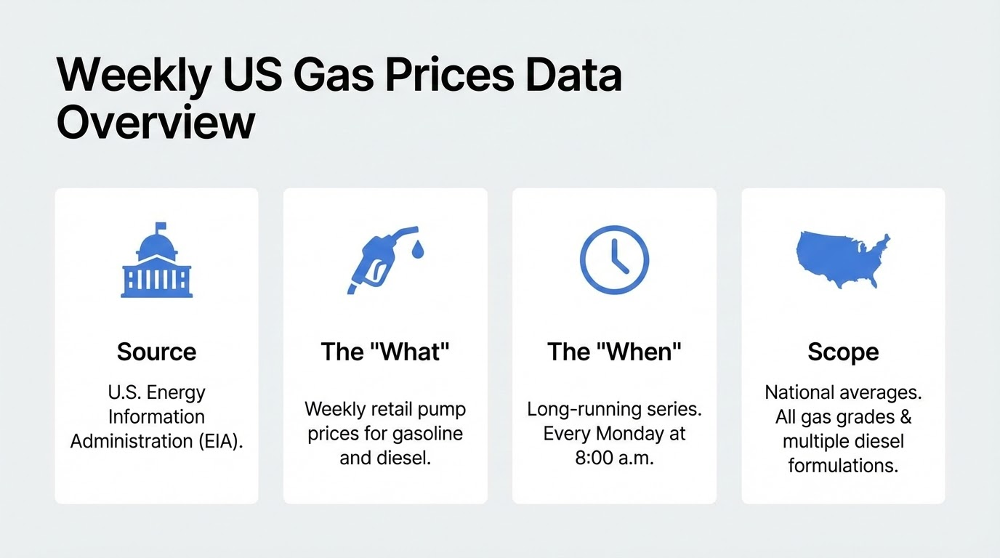 Weekly US Gas Prices Data
Overview
Source
U.S. Energy
Information
Administration (EIA).
The "What"
Weekly retail pump
prices for gasoline
and diesel.
The "When"
Long-running series.
Every Monday at
8:00 a.m.
Scope
National averages.
All gas grades &
multiple diesel
formulations.